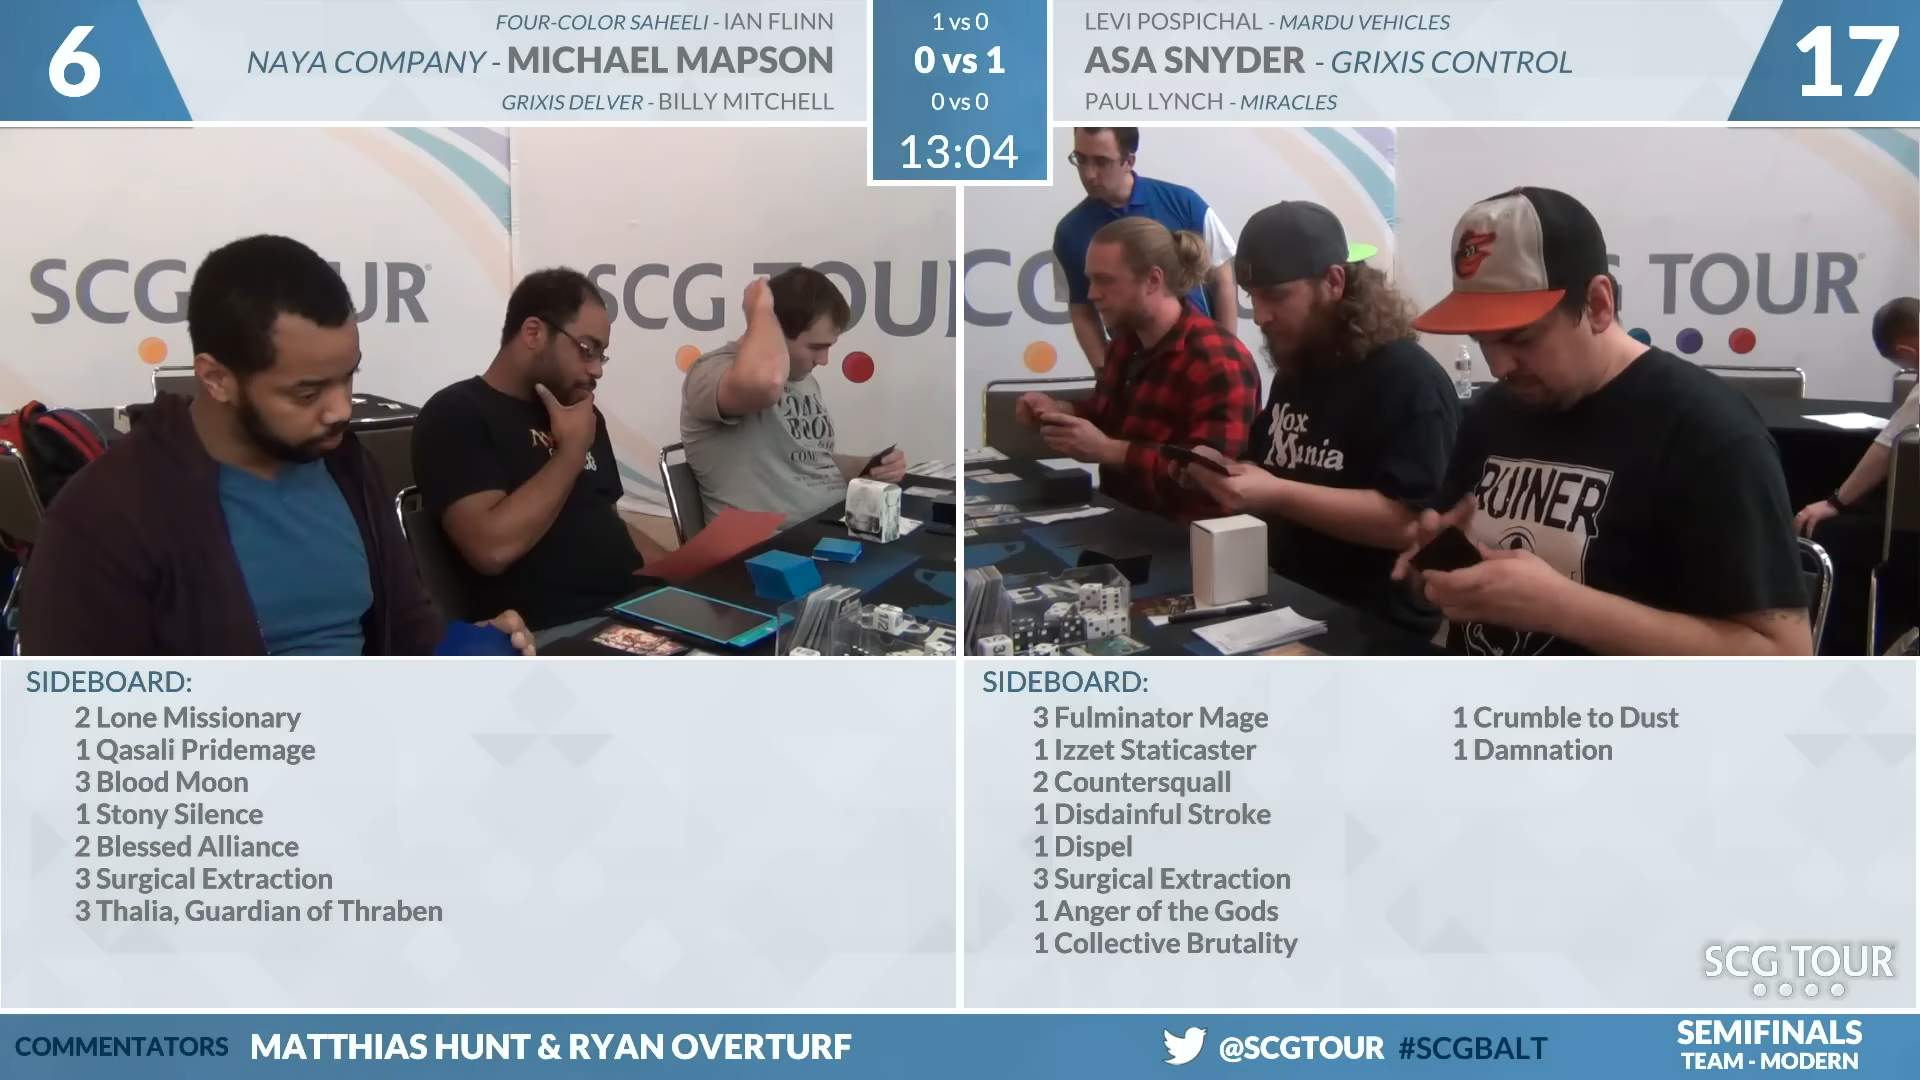 6
FOUR-COLOR SAHEELI - IAN FLINN
NAYA COMPANY - MICHAEL MAPSON
GRIXIS DELVER - BILLY MITCHELL
1 vs 0
0 vs 1
0 vs 0
13:04
LEVI POSPICHAL - MARDU VEHICLES
ASA SNYDER - GRIXIS CONTROL
PAUL LYNCH - MIRACLES
17
SCG TOUR
SCG TOUR
TOUR
Mox
Mania
RUINER
SIDEBOARD:
2 Lone Missionary
1 Qasali Pridemage
3 Blood Moon
1 Stony Silence
2 Blessed Alliance
3 Surgical Extraction
3 Thalia, Guardian of Thraben
SIDEBOARD:
3 Fulminator Mage
1 Izzet Staticaster
2 Countersquall
1 Disdainful Stroke
1 Dispel
3 Surgical Extraction
1 Anger of the Gods
1 Collective Brutality
1 Crumble to Dust
1 Damnation
SCG TOUR
COMMENTATORS MATTHIAS HUNT & RYAN OVERTURF
@SCGTOUR #SCGBALT
SEMIFINALS
TEAM - MODERN